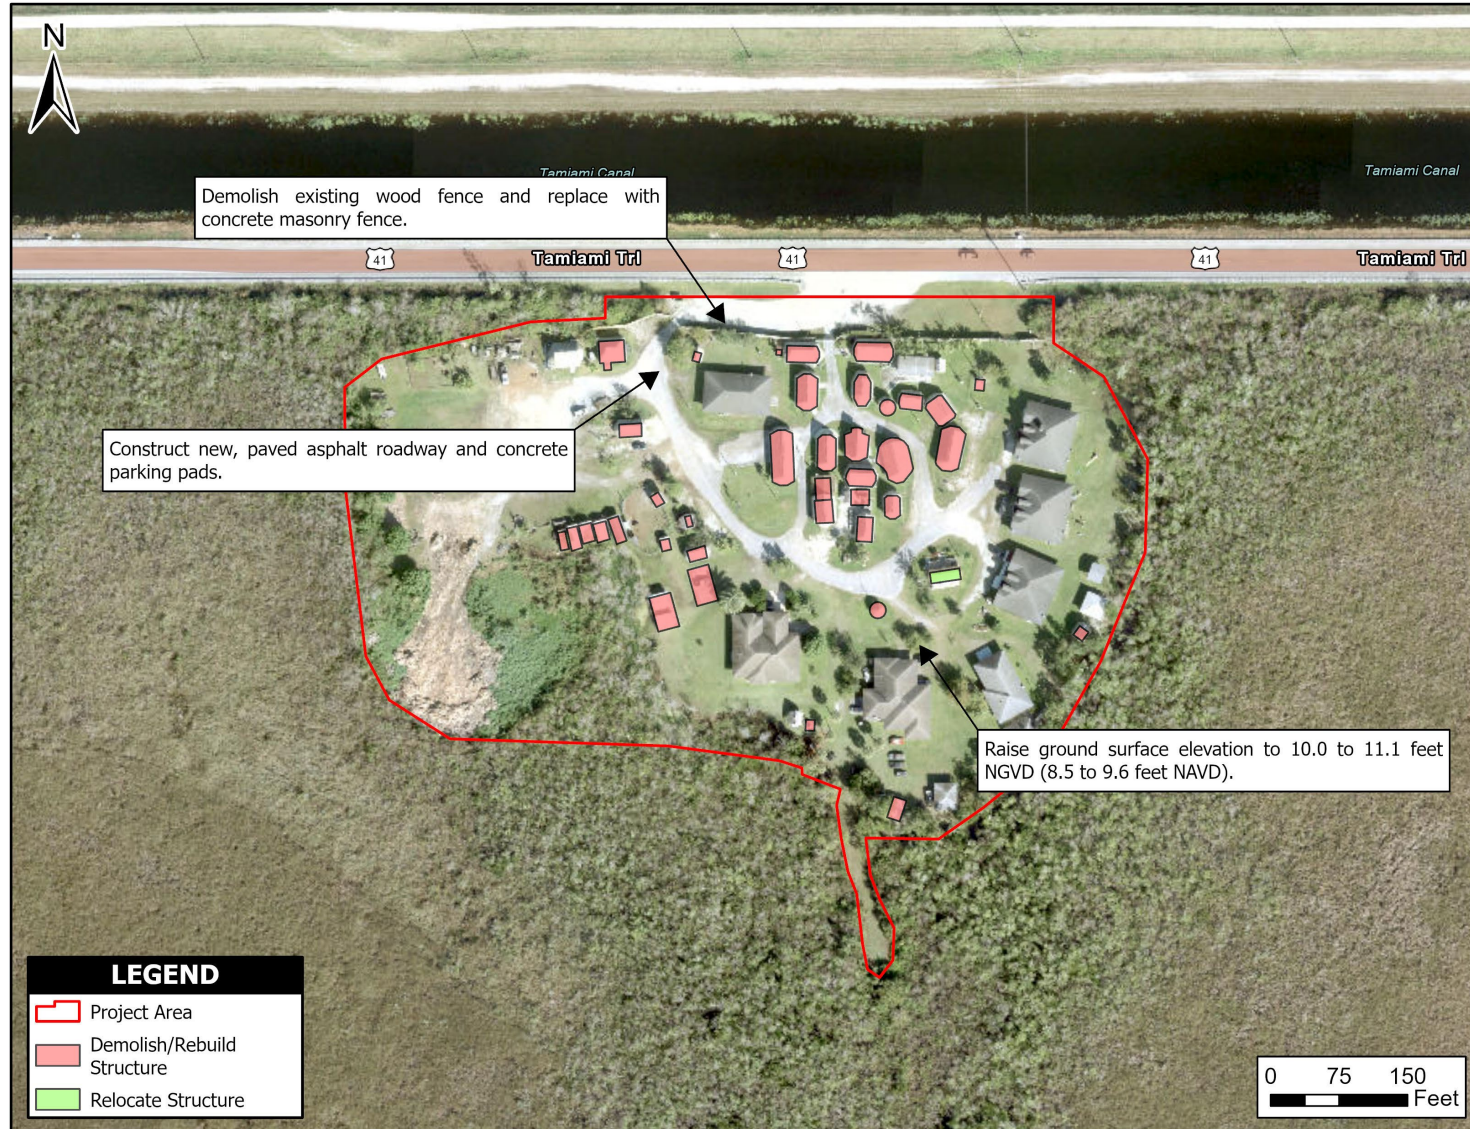 N
Tamiami Canal
Tamiami Canal
Demolish existing wood fence and replace with
concrete masonry fence.
41
Tamiami Trl
41
41
Tamiami Trl
Construct new, paved asphalt roadway and concrete
parking pads.
Raise ground surface elevation to 10.0 to 11.1 feet
NGVD (8.5 to 9.6 feet NAVD).
LEGEND
Project Area
Demolish/Rebuild
Structure
Relocate Structure
0 75 150
Feet